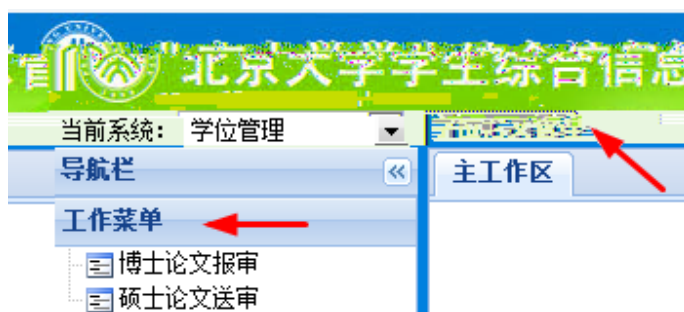 北京大学学生综合信息
当前系统： 学位管理
导航栏
主工作区
工作菜单
博士论文报审
硕士论文送审